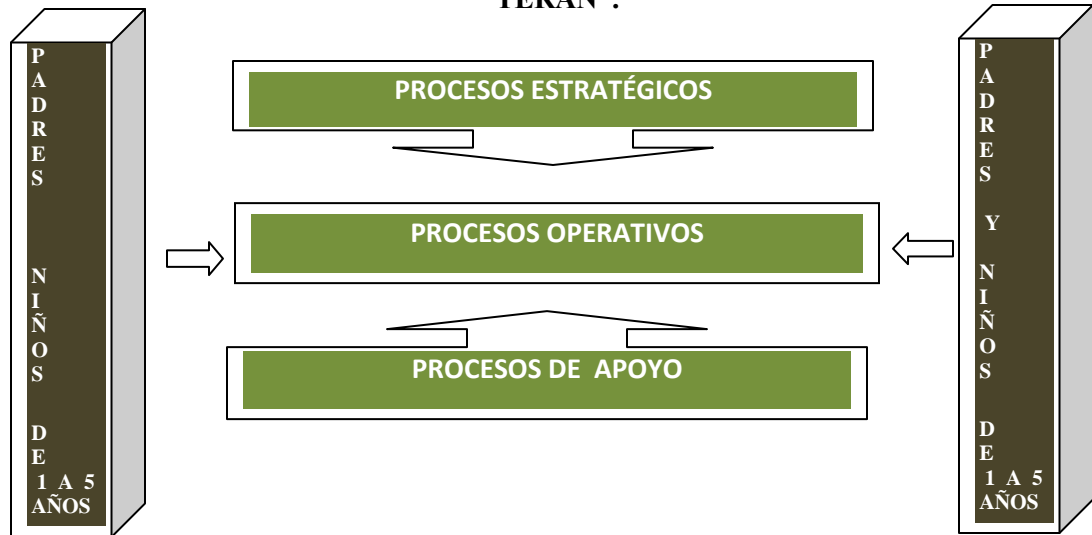 TERAN".
PADRES
NIÑOS
DE
1 A 5
AÑOS
PROCESOS ESTRATÉGICOS
PROCESOS OPERATIVOS
PROCESOS DE APOYO
PADRES
Y
NIÑOS
DE
1 A 5
AÑOS